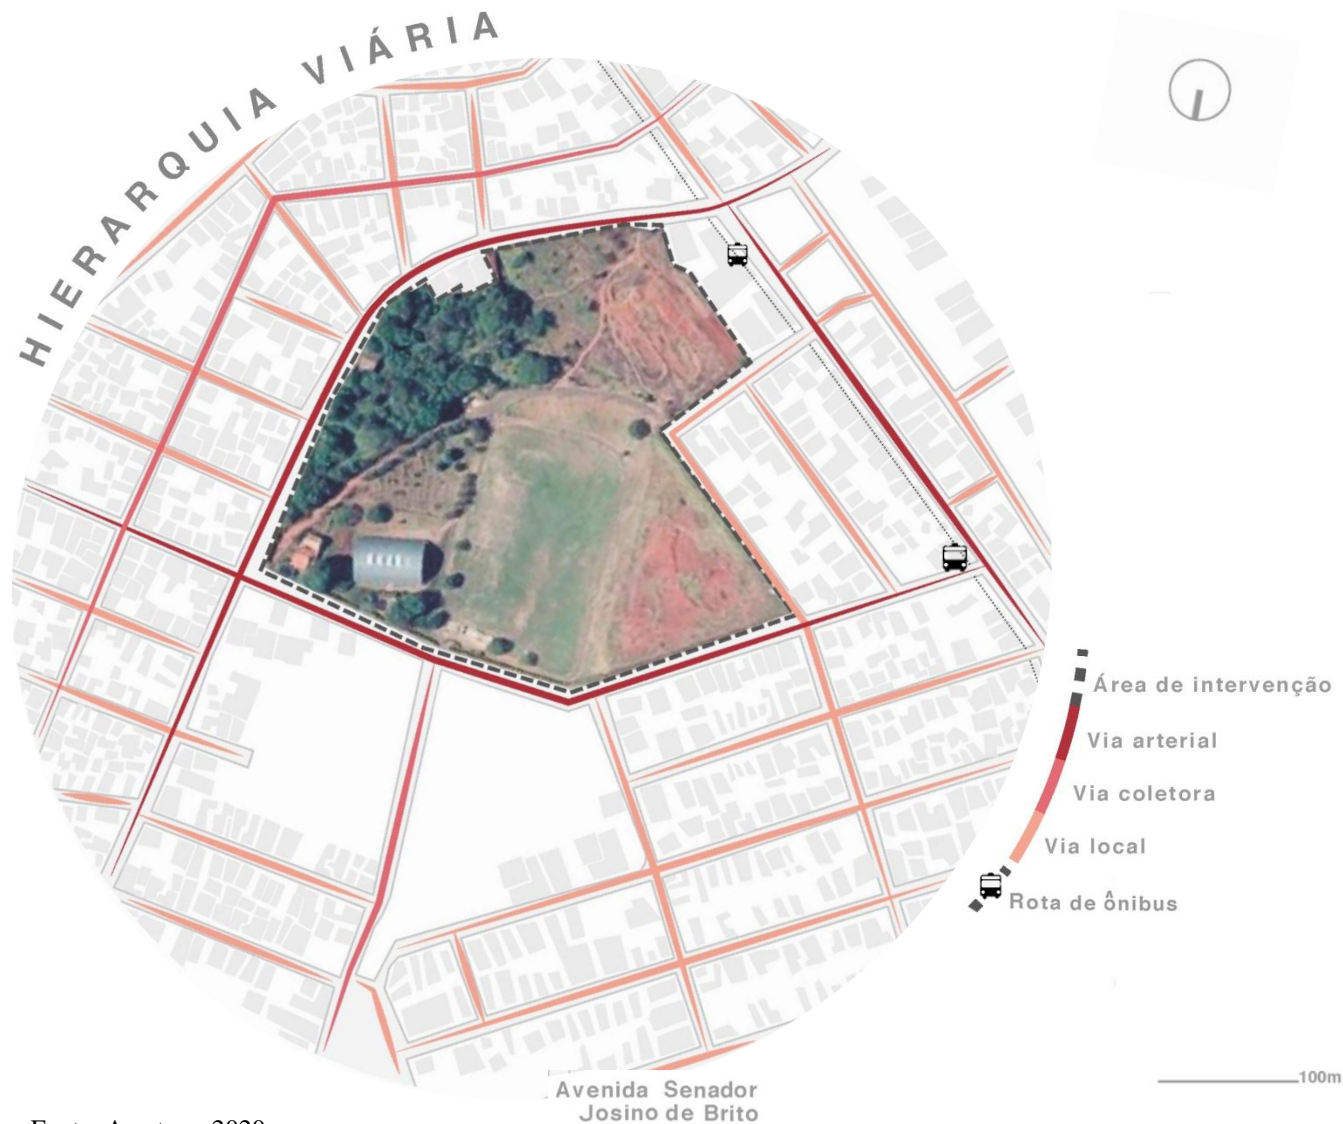 HIERARQUIA VIÁRIA
Área de intervenção
Via arterial
Via coletora
Via local
Rota de ônibus
100m
Avenida Senador
Josino de Brito
2020